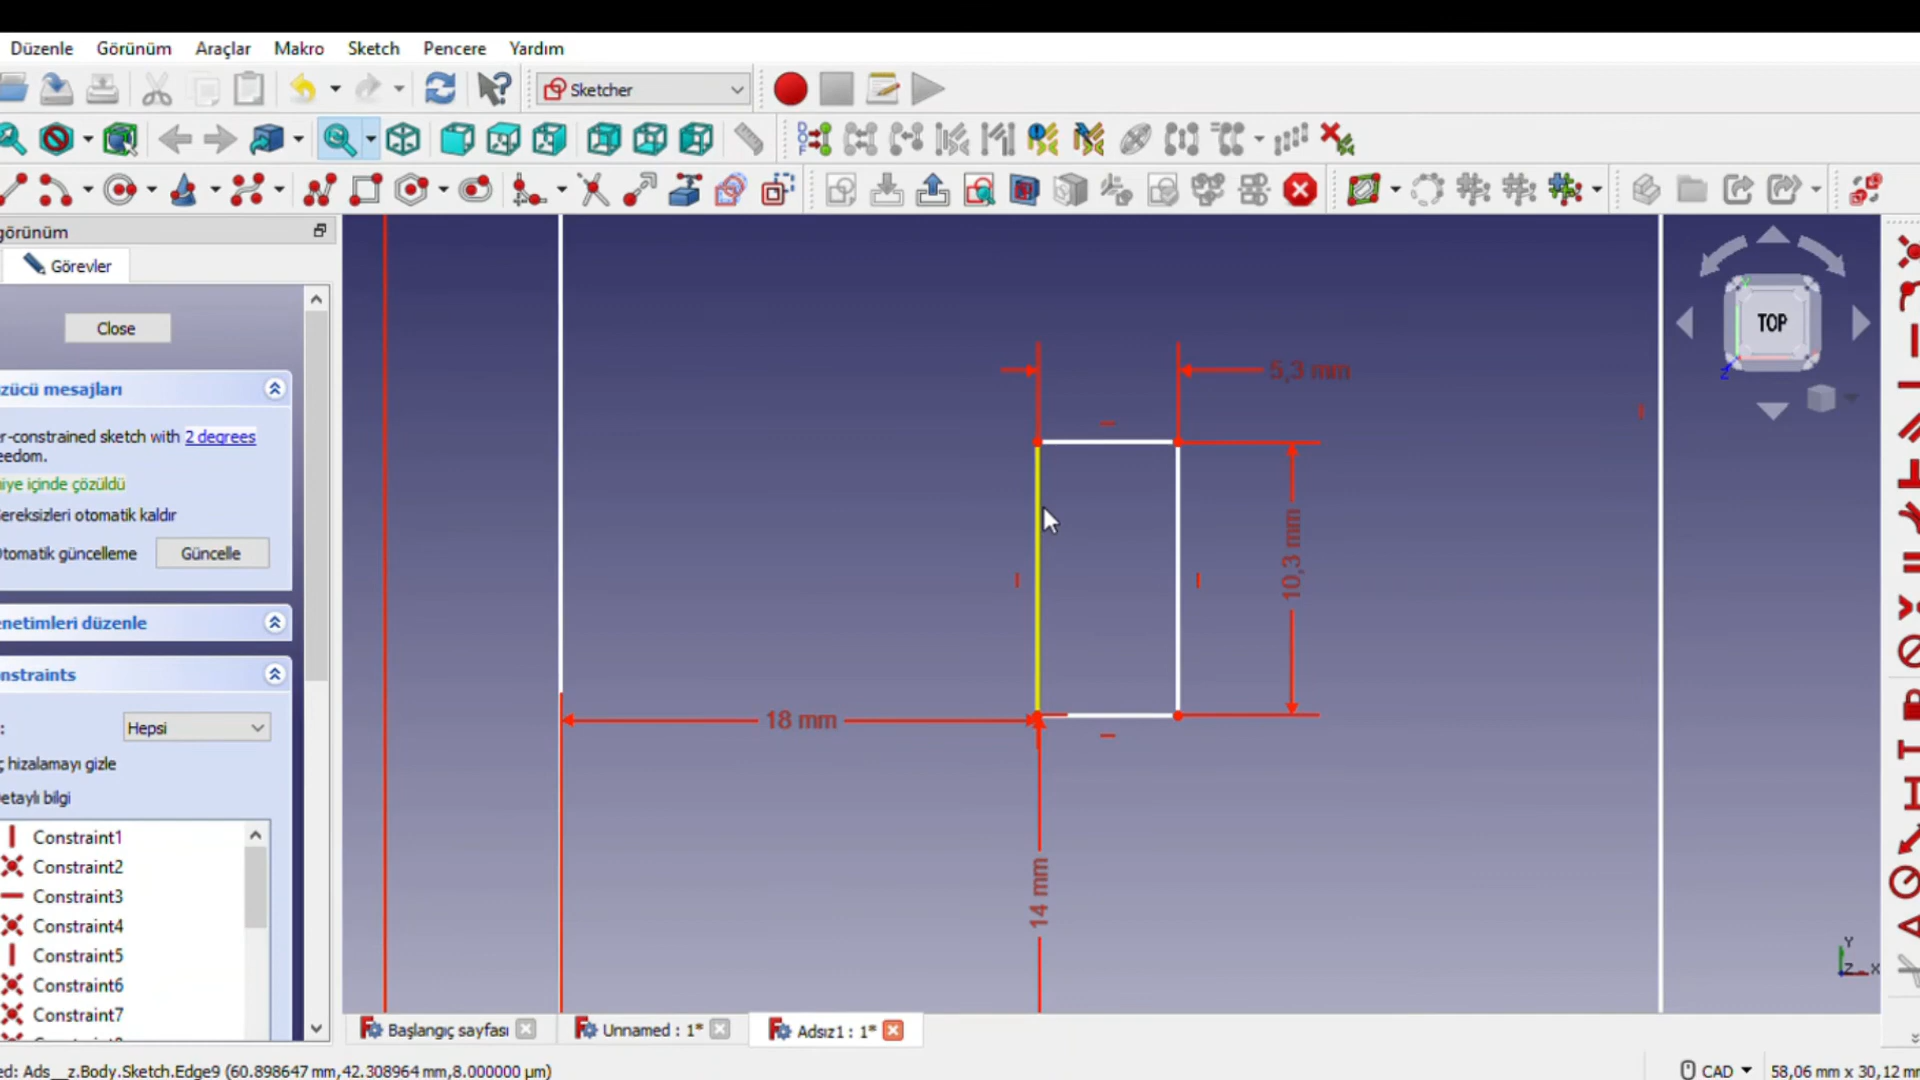 Düzenle Görünüm Araçlar Makro Sketch Pencere Yardım
Sketcher
görünüm
Görevler
Close
zücü mesajları
r-constrained sketch with 2 degrees
eedom.
iye içinde çözüldü
ereksizleri otomatik kaldır
Otomatik güncelleme Güncelle
enetimleri düzenle
nstraints
: Hepsi
ç hizalamayı gizle
Detaylı bilgi
Constraint1
Constraint2
Constraint3
Constraint4
Constraint5
Constraint6
Constraint7
5,3 mm
10,3 mm
18 mm
14 mm
TOP
Z
Y
Z X
Başlangıç sayfası Unnamed : 1* Adsız1 : 1*
ed: Ads__z.Body.Sketch.Edge9 (60.898647 mm,42.308964 mm,8.000000 µm)
CAD 58,06 mm x 30,12 mm